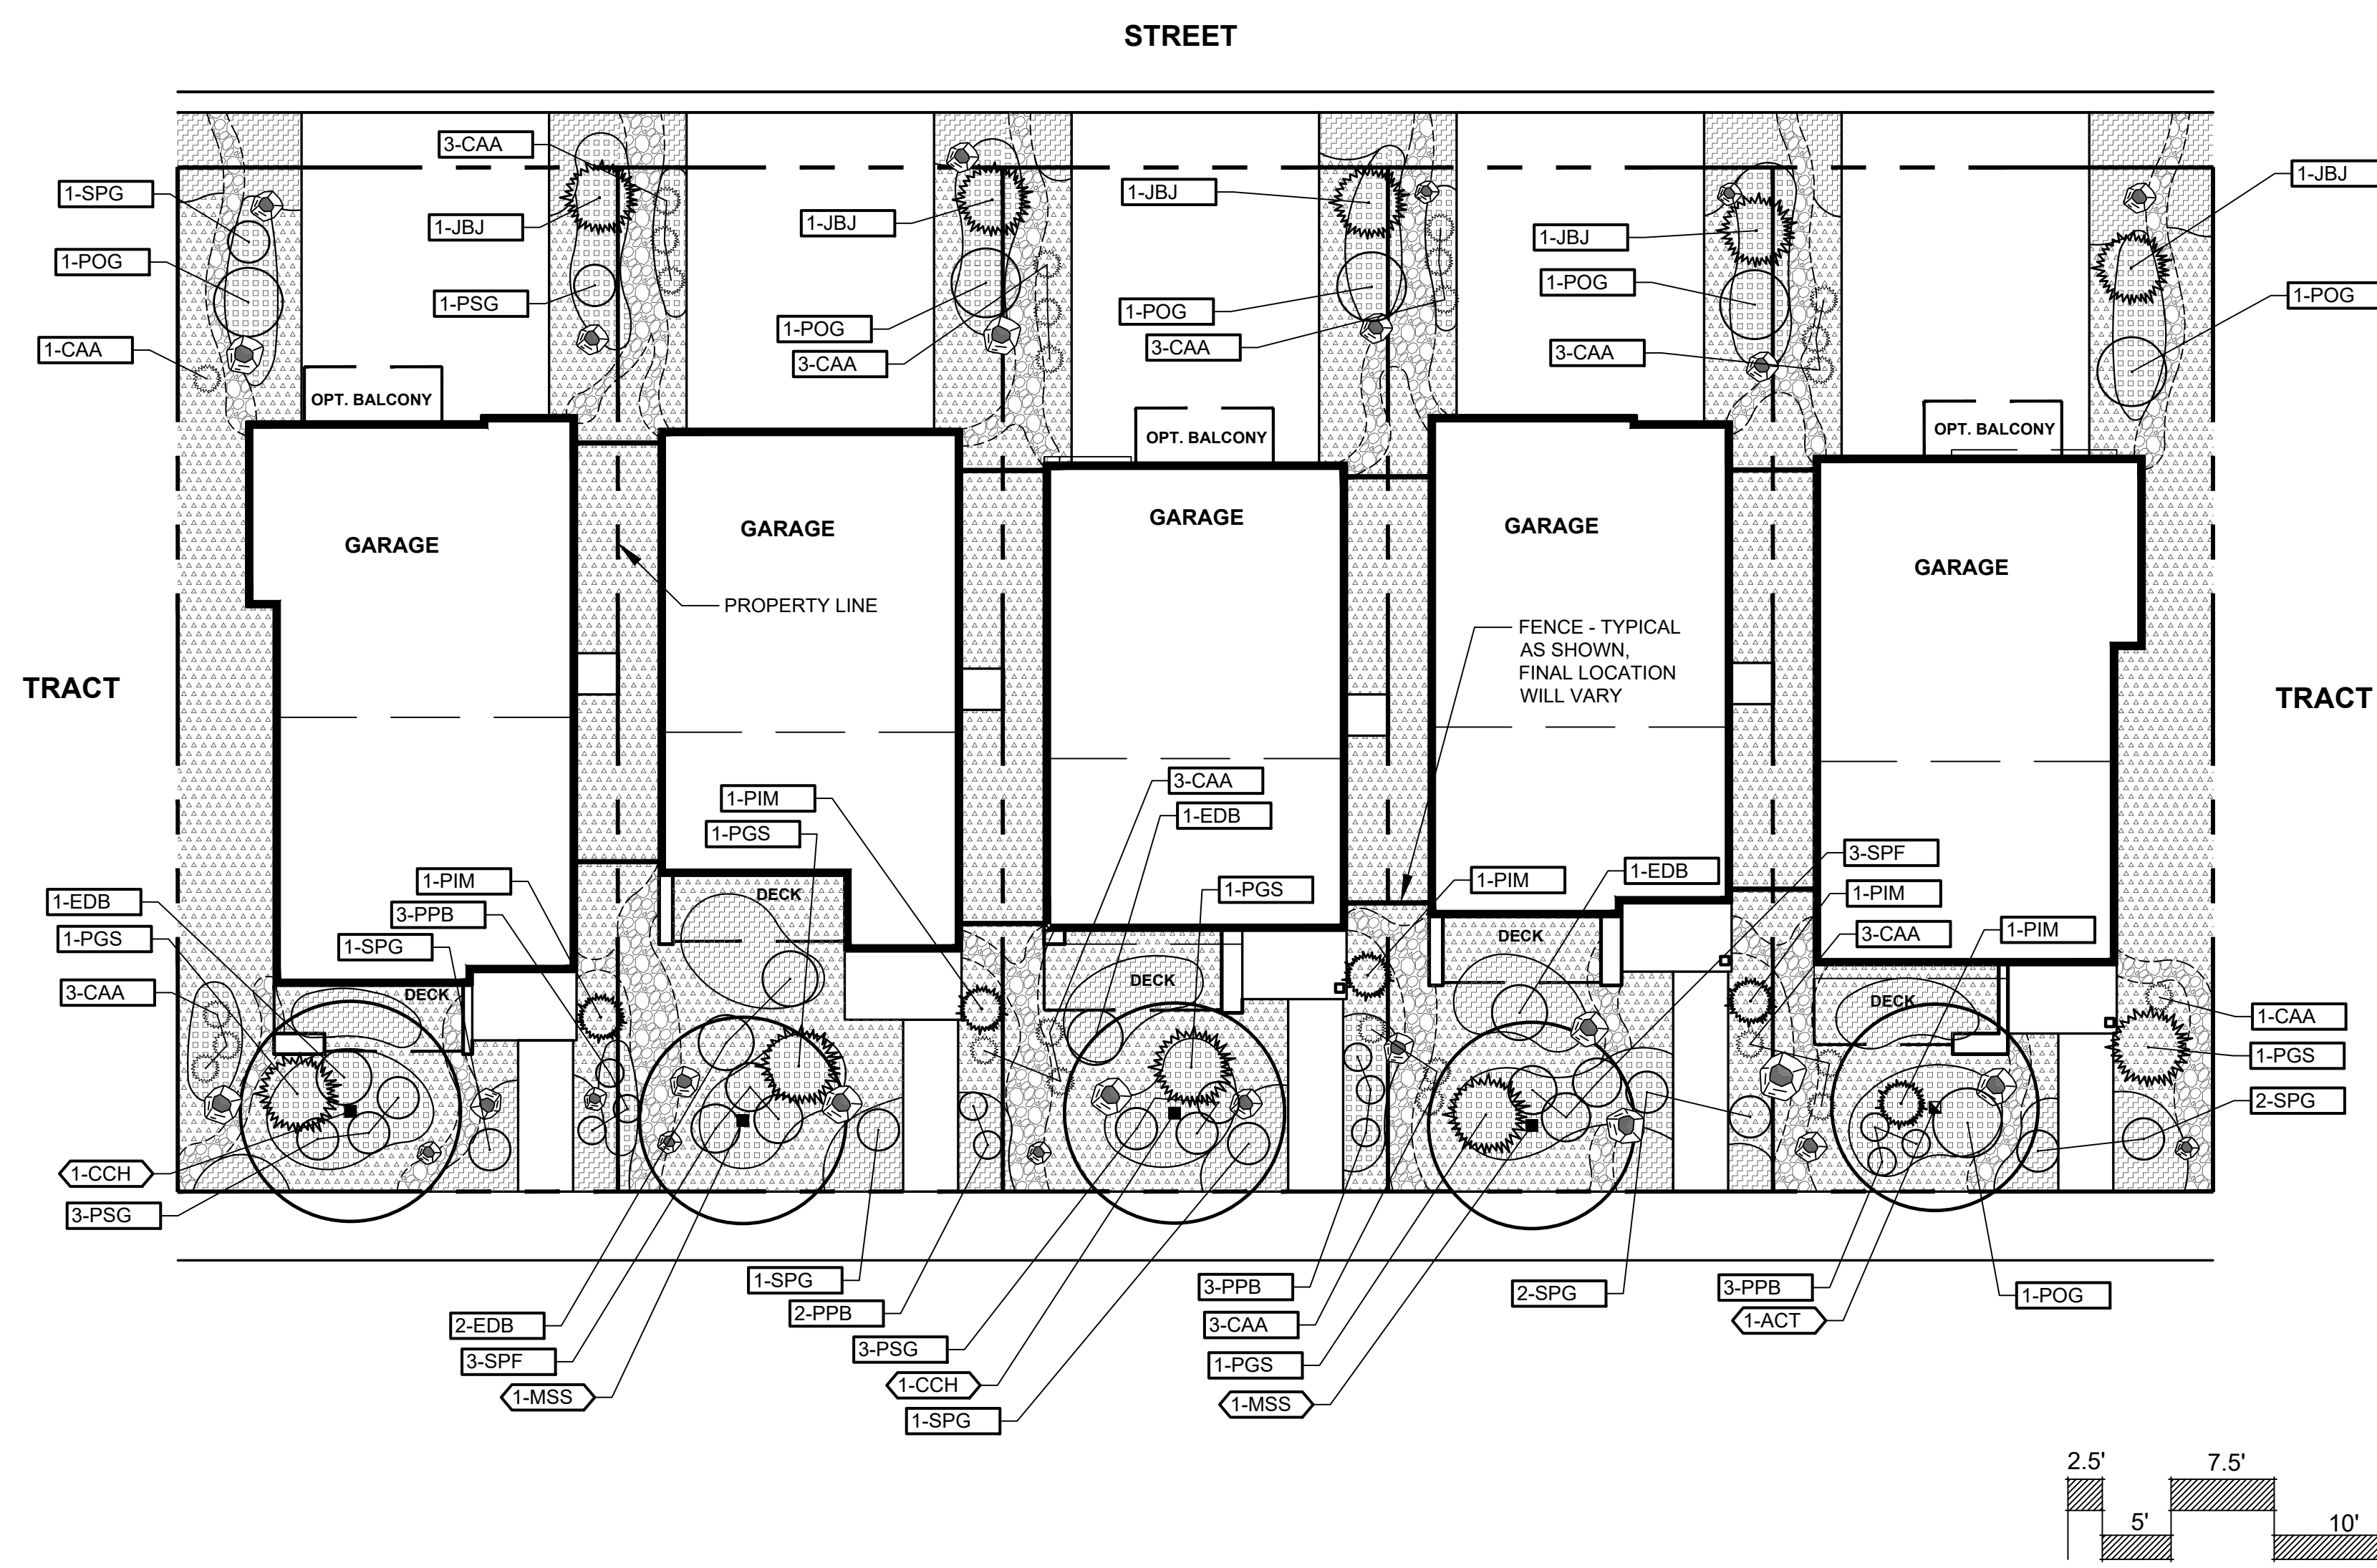 STREET
3-CAA
1-JBJ
1-SPG
1-JBJ
1-JBJ
1-JBJ
1-JBJ
1-POG
1-PSG
1-POG
1-POG
1-POG
1-POG
1-CAA
3-CAA
3-CAA
3-CAA
OPT. BALCONY
OPT. BALCONY
OPT. BALCONY
GARAGE
GARAGE
GARAGE
GARAGE
GARAGE
PROPERTY LINE
FENCE - TYPICAL
AS SHOWN,
FINAL LOCATION
WILL VARY
TRACT
TRACT
3-CAA
1-PIM
1-EDB
1-PGS
3-SPF
1-EDB
1-PIM
1-PIM
1-PGS
1-PIM
1-EDB
DECK
3-PPB
1-PIM
3-CAA
1-PGS
1-SPG
DECK
3-CAA
DECK
DECK
DECK
1-CAA
1-PGS
2-SPG
1-CCH
3-PSG
1-SPG
3-PPB
2-SPG
3-PPB
1-POG
2-PPB
2-EDB
3-CAA
1-ACT
3-SPF
3-PSG
1-PGS
1-MSS
1-CCH
1-MSS
1-SPG
2.5'
7.5'
5'
10'